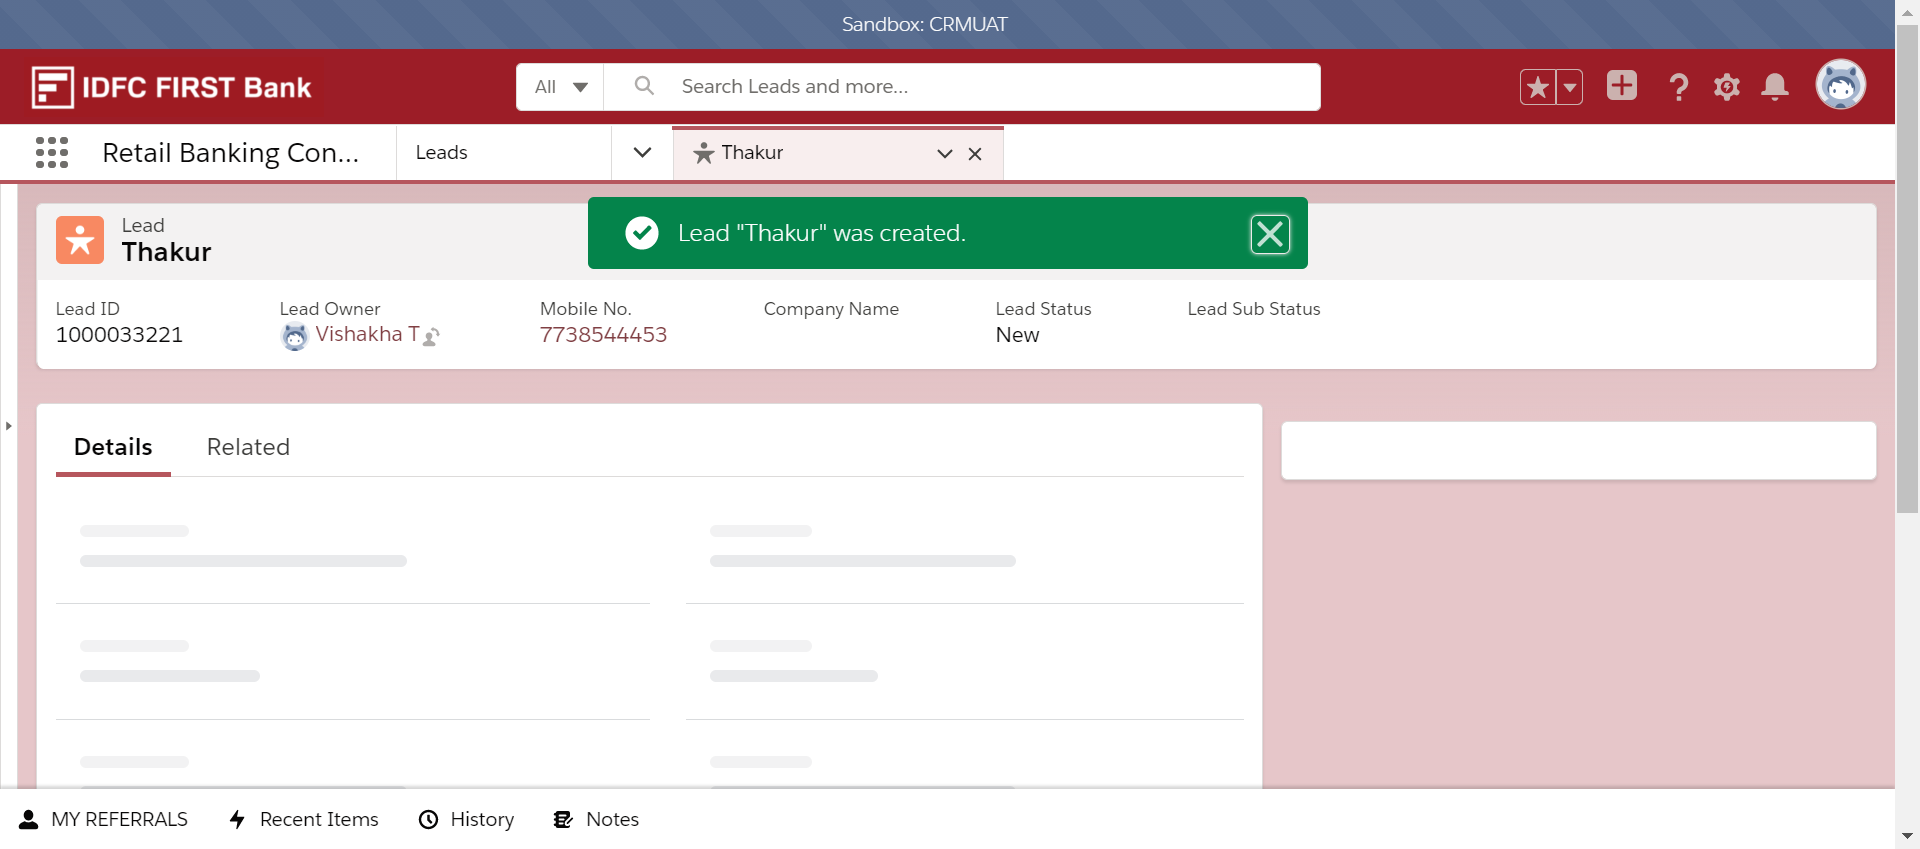 Sandbox: CRMUAT
IDFC FIRST Bank
All
Search Leads and more...
Retail Banking Con...
Leads
Thakur
Lead "Thakur" was created.
Lead
Thakur
Lead ID
Lead Owner
Mobile No.
Company Name
Lead Status
Lead Sub Status
1000033221
Vishakha T
7738544453
New
Details
Related
MY REFERRALS
Recent Items
History
Notes